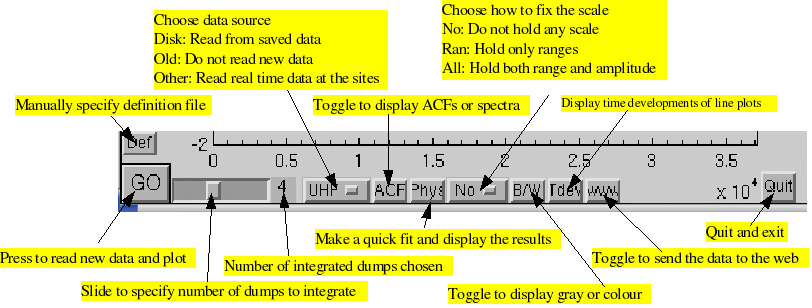 Choose data source
Disk: Read from saved data
Old: Do not read new data
Other: Read real time data at the sites
Choose how to fix the scale
No: Do not hold any scale
Ran: Hold only ranges
All: Hold both range and amplitude
Manually specify definition file
Toggle to display ACFs or spectra
Display time developments of line plots
Def
-2
0
0.5
1
1.5
2
2.5
3
3.5
x 10^4
GO
4
UHF
ACF
Phys
No
B/W
Tdev
www
Quit
Press to read new data and plot
Slide to specify number of dumps to integrate
Number of integrated dumps chosen
Make a quick fit and display the results
Toggle to display gray or colour
Toggle to send the data to the web
Quit and exit